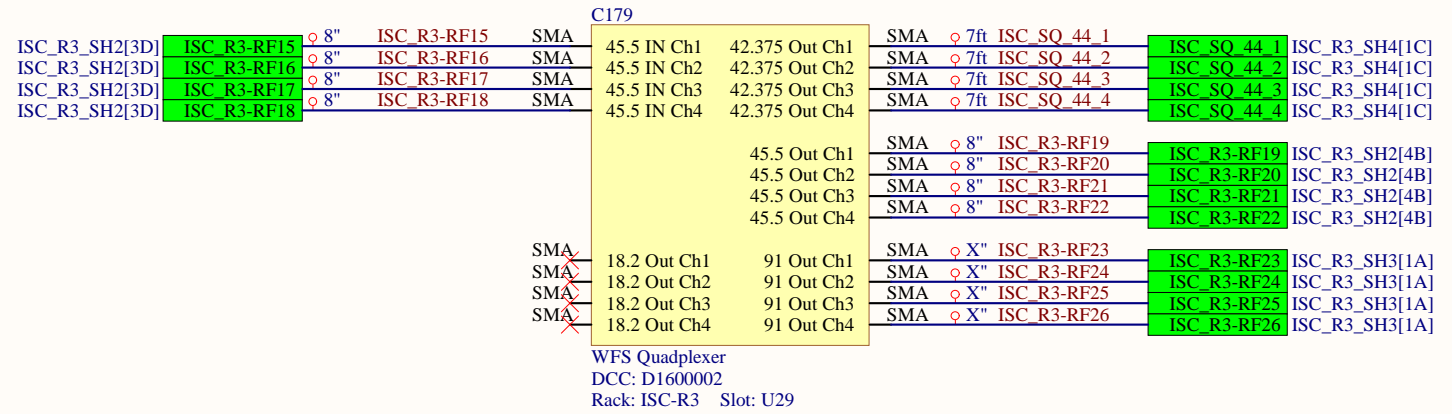 C179
ISC_R3_SH2[3D] ISC_R3-RF15 8" ISC_R3-RF15 SMA 45.5 IN Ch1 42.375 Out Ch1 SMA 7ft ISC_SQ_44_1 ISC_SQ_44_1 ISC_R3_SH4[1C]
ISC_R3_SH2[3D] ISC_R3-RF16 8" ISC_R3-RF16 SMA 45.5 IN Ch2 42.375 Out Ch2 SMA 7ft ISC_SQ_44_2 ISC_SQ_44_2 ISC_R3_SH4[1C]
ISC_R3_SH2[3D] ISC_R3-RF17 8" ISC_R3-RF17 SMA 45.5 IN Ch3 42.375 Out Ch3 SMA 7ft ISC_SQ_44_3 ISC_SQ_44_3 ISC_R3_SH4[1C]
ISC_R3_SH2[3D] ISC_R3-RF18 8" ISC_R3-RF18 SMA 45.5 IN Ch4 42.375 Out Ch4 SMA 7ft ISC_SQ_44_4 ISC_SQ_44_4 ISC_R3_SH4[1C]
45.5 Out Ch1 SMA 8" ISC_R3-RF19 ISC_R3-RF19 ISC_R3_SH2[4B]
45.5 Out Ch2 SMA 8" ISC_R3-RF20 ISC_R3-RF20 ISC_R3_SH2[4B]
45.5 Out Ch3 SMA 8" ISC_R3-RF21 ISC_R3-RF21 ISC_R3_SH2[4B]
45.5 Out Ch4 SMA 8" ISC_R3-RF22 ISC_R3-RF22 ISC_R3_SH2[4B]
SMA 18.2 Out Ch1 91 Out Ch1 SMA X" ISC_R3-RF23 ISC_R3-RF23 ISC_R3_SH3[1A]
SMA 18.2 Out Ch2 91 Out Ch2 SMA X" ISC_R3-RF24 ISC_R3-RF24 ISC_R3_SH3[1A]
SMA 18.2 Out Ch3 91 Out Ch3 SMA X" ISC_R3-RF25 ISC_R3-RF25 ISC_R3_SH3[1A]
SMA 18.2 Out Ch4 91 Out Ch4 SMA X" ISC_R3-RF26 ISC_R3-RF26 ISC_R3_SH3[1A]
WFS Quadplexer
DCC: D1600002
Rack: ISC-R3 Slot: U29